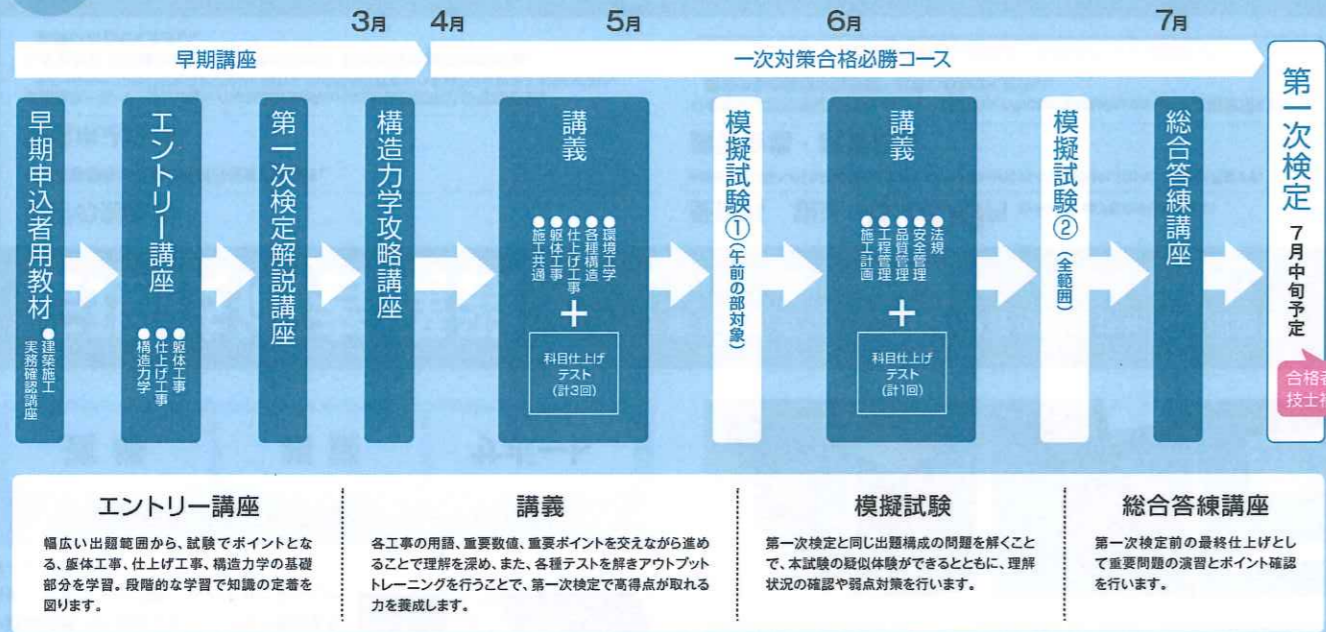 3月
4月
5月
6月
7月
早期講座
一次対策合格必勝コース
早期申込者用教材
●建築施工
実務確認講座
エントリー講座
●躯体工事
●仕上げ工事
●構造力学
第一次検定解説講座
構造力学攻略講座
講義
●環境工学
●各種構造
●仕上げ工事
●躯体工事
●施工共通
+
科目仕上げ
テスト
(計3回)
模擬試験①(午前の部対象)
講義
●法規
●安全管理
●品質管理
●工程管理
●施工計画
+
科目仕上げ
テスト
(計1回)
模擬試験②(全範囲)
総合答練講座
第一次検定 7月中旬予定
合格者
技士補
エントリー講座
幅広い出題範囲から、試験でポイントとな
る、躯体工事、仕上げ工事、構造力学の基礎
部分を学習。段階的な学習で知識の定着を
図ります。
講義
各工事の用語、重要数値、重要ポイントを交えながら進め
ることで理解を深め、また、各種テストを解きアウトプット
トレーニングを行うことで、第一次検定で高得点が取れる
力を養成します。
模擬試験
第一次検定と同じ出題構成の問題を解くこと
で、本試験の疑似体験ができるとともに、理解
状況の確認や弱点対策を行います。
総合答練講座
第一次検定前の最終仕上げとし
て重要問題の演習とポイント確認
を行います。